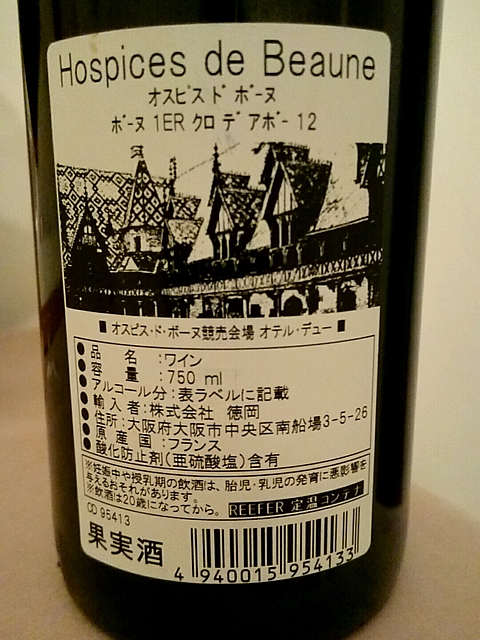 Hospices de Beaune
オスピス ド ボーヌ
ボーヌ 1ER クロ デ アボー 12
■ オスピス・ド・ボーヌ競売会場 オテル・デュー ■
●品 名:ワイン
●容 量:750 ml
●アルコール分:表ラベルに記載
●輸入者:株式会社 徳岡
●住所:大阪府大阪市中央区南船場3-5-26
●原産国:フランス
●酸化防止剤(亜硫酸塩)含有
※妊娠中や授乳期の飲酒は、胎児・乳児の発育に悪影響を
与えるおそれがあります。
※飲酒は20歳になってから。 REEFER 定温コンテナ
CD 95413
果実酒
4 940015 954133